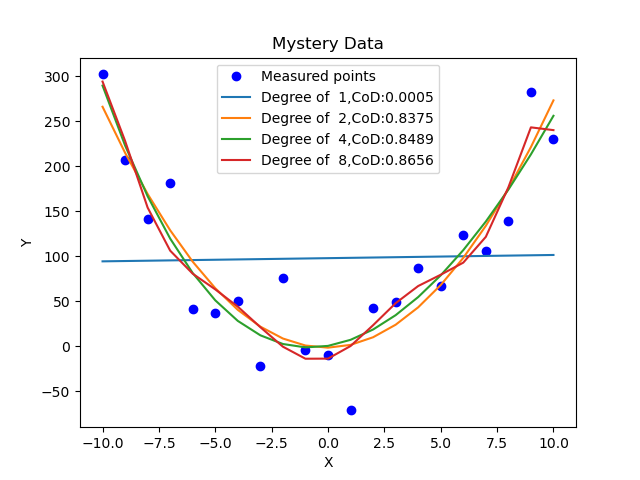 Mystery Data
Measured points
Degree of  1,CoD:0.0005
Degree of  2,CoD:0.8375
Degree of  4,CoD:0.8489
Degree of  8,CoD:0.8656
300
250
200
150
100
50
0
−50
Y
−10.0 −7.5 −5.0 −2.5 0.0 2.5 5.0 7.5 10.0
X